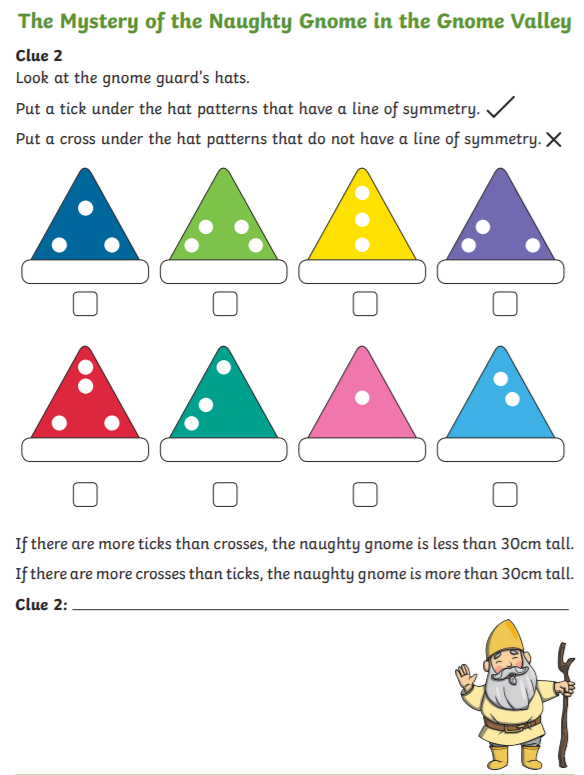 The Mystery of the Naughty Gnome in the Gnome Valley
Clue 2
Look at the gnome guard's hats.
Put a tick under the hat patterns that have a line of symmetry.
Put a cross under the hat patterns that do not have a line of symmetry.
If there are more ticks than crosses, the naughty gnome is less than 30cm tall.
If there are more crosses than ticks, the naughty gnome is more than 30cm tall.
Clue 2: